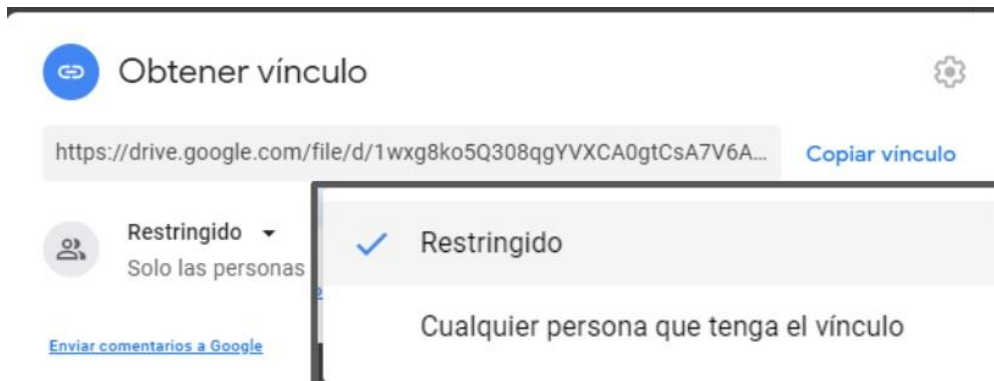 Obtener vínculo
https://drive.google.com/file/d/1wxg8ko5Q308qgYVXCA0gtCsA7V6A...
Copiar vínculo
Restringido
Solo las personas
Restringido
Cualquier persona que tenga el vínculo
Enviar comentarios a Google